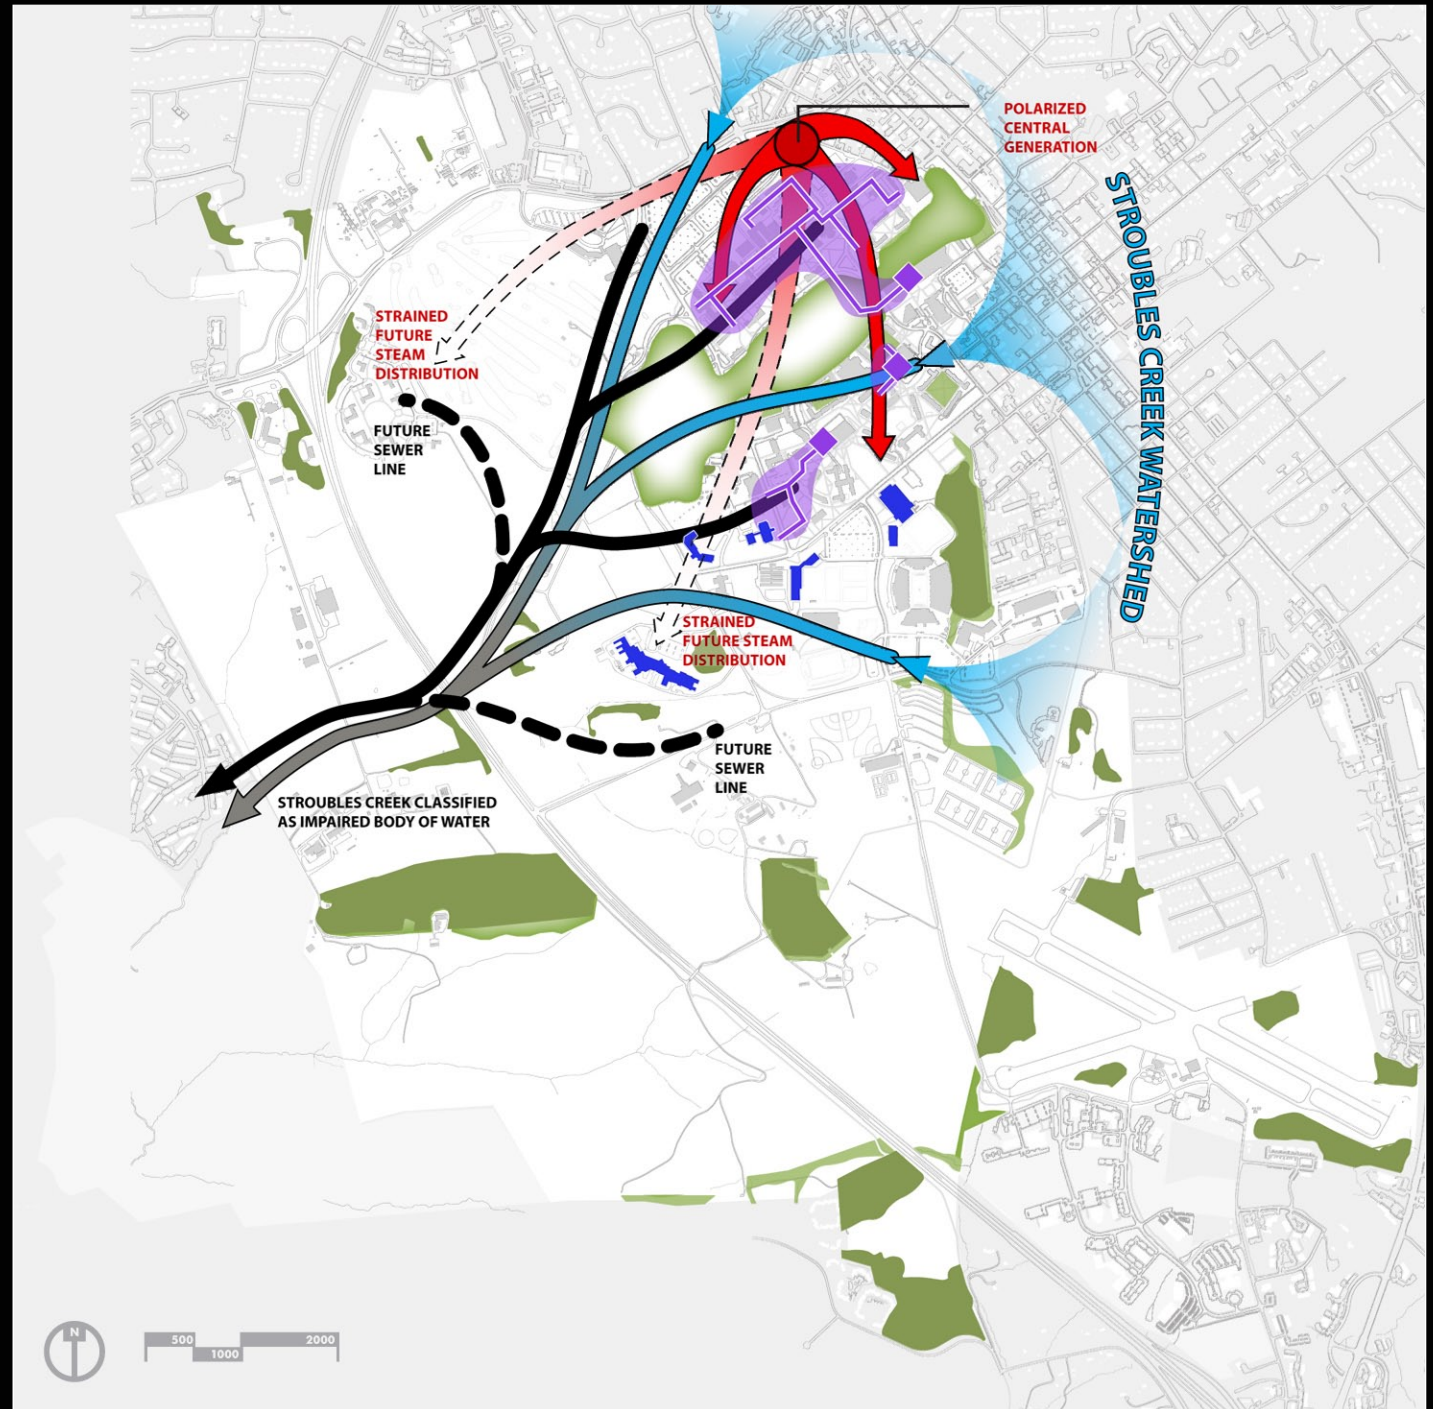 POLARIZED
CENTRAL
GENERATION
STROUBLES CREEK WATERSHED
STRAINED
FUTURE
STEAM
DISTRIBUTION
FUTURE
SEWER
LINE
STRAINED
FUTURE STEAM
DISTRIBUTION
FUTURE
SEWER
LINE
STROUBLES CREEK CLASSIFIED
AS IMPAIRED BODY OF WATER
N
500
1000
2000